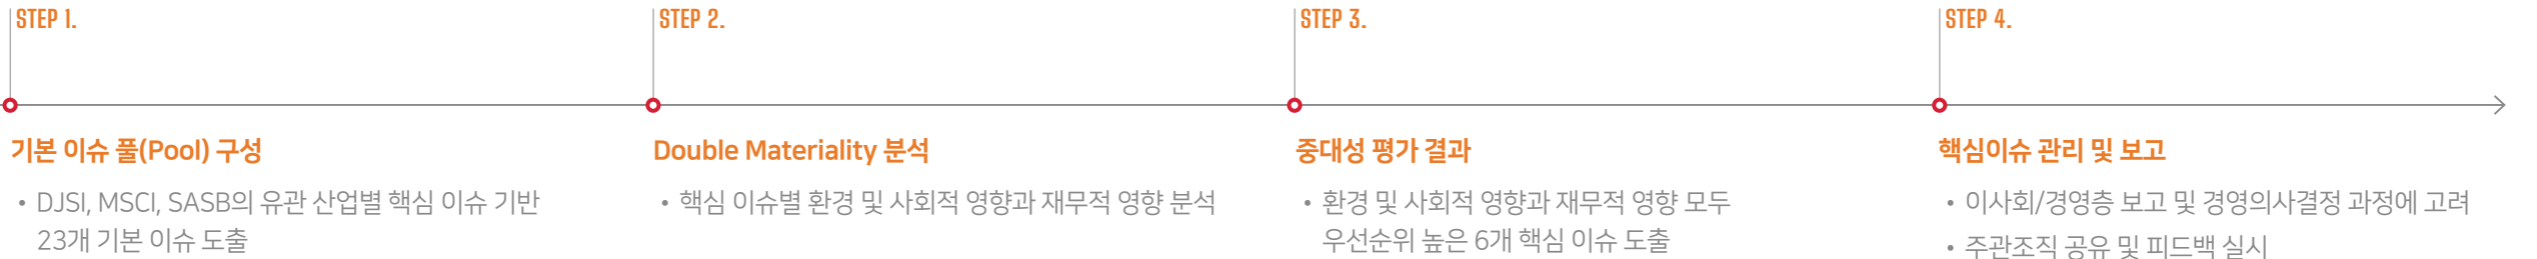 STEP 1.
기본 이슈 풀(Pool) 구성
• DJSI, MSCI, SASB의 유관 산업별 핵심 이슈 기반
23개 기본 이슈 도출
STEP 2.
Double Materiality 분석
• 핵심 이슈별 환경 및 사회적 영향과 재무적 영향 분석
STEP 3.
중대성 평가 결과
• 환경 및 사회적 영향과 재무적 영향 모두
우선순위 높은 6개 핵심 이슈 도출
STEP 4.
핵심이슈 관리 및 보고
• 이사회/경영층 보고 및 경영의사결정 과정에 고려
• 주관조직 공유 및 피드백 실시